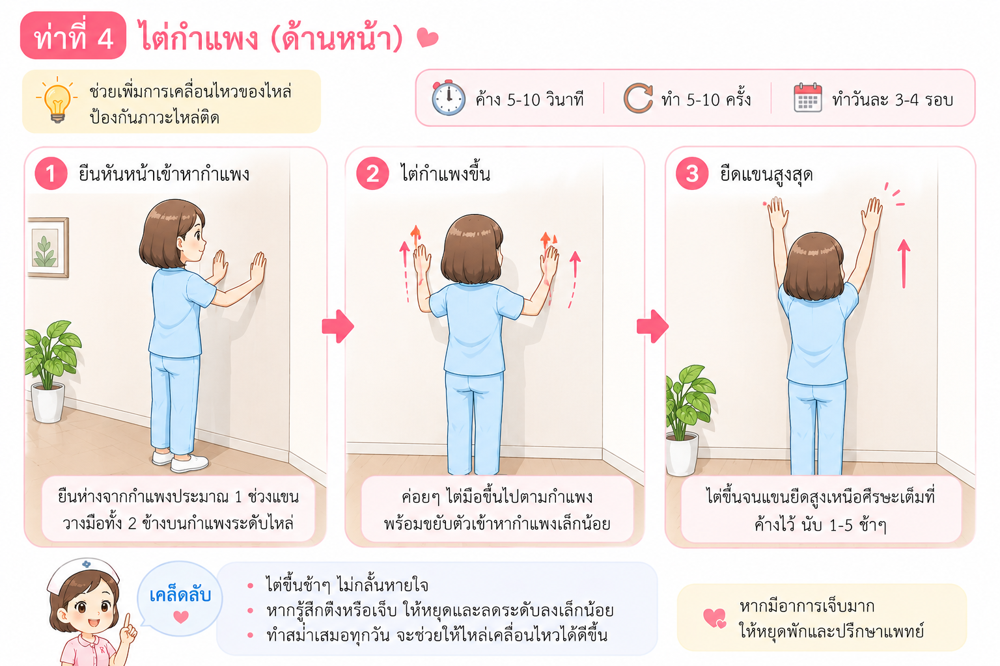 ท่าที่ 4 ไต่กำแพง (ด้านหน้า)
ช่วยเพิ่มการเคลื่อนไหวของไหล่
ป้องกันภาวะไหล่ติด
ค้าง 5-10 วินาที
ทำ 5-10 ครั้ง
ทำวันละ 3-4 รอบ
1 ยืนหันหน้าเข้าหากำแพง
ยืนห่างจากกำแพงประมาณ 1 ช่วงแขน
วางมือทั้ง 2 ข้างบนกำแพงระดับไหล่
2 ไต่กำแพงขึ้น
ค่อยๆ ไต่มือขึ้นไปตามกำแพง
พร้อมขยับตัวเข้าหากำแพงเล็กน้อย
3 ยืดแขนสูงสุด
ไต่ขึ้นจนแขนยืดสูงเหนือศีรษะเต็มที่
ค้างไว้ นับ 1-5 ช้าๆ
เคล็ดลับ
• ไต่ขึ้นช้าๆ ไม่กลั้นหายใจ
• หากรู้สึกตึงหรือเจ็บ ให้หยุดและลดระดับลงเล็กน้อย
• ทำสม่ำเสมอทุกวัน จะช่วยให้ไหล่เคลื่อนไหวได้ดีขึ้น
หากมีอาการเจ็บมาก
ให้หยุดพักและปรึกษาแพทย์